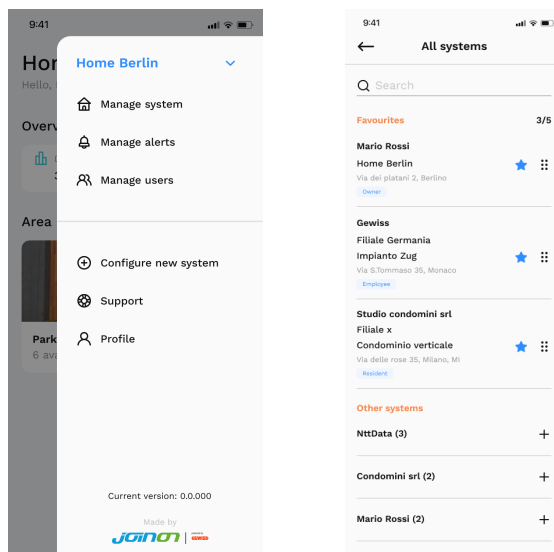 9:41
Hor
Hello,
Overv
Area
Park
6 ava
Home Berlin
Manage system
Manage alerts
Manage users
Configure new system
Support
Profile
Current version: 0.0.000
Made by
JOINON
9:41
All systems
Search
Favourites 3/5
Mario Rossi
Home Berlin
Via dei platani 2, Berlino
Owner
Gewiss
Filiale Germania
Impianto Zug
Via S.Tommaso 35, Monaco
Employee
Studio condomini srl
Filiale x
Condominio verticale
Via delle rose 35, Milano, MI
Resident
Other systems
NttData (3)
Condomini srl (2)
Mario Rossi (2)